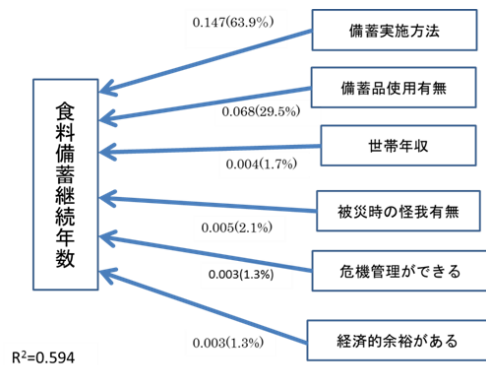 0.147(63.9%)
備蓄実施方法
備蓄品使用有無
0.068(29.5%)
食料備蓄継続年数
世帯年収
0.004(1.7%)
被災時の怪我有無
0.005(2.1%)
危機管理ができる
0.003(1.3%)
経済的余裕がある
0.003(1.3%)
R²=0.594